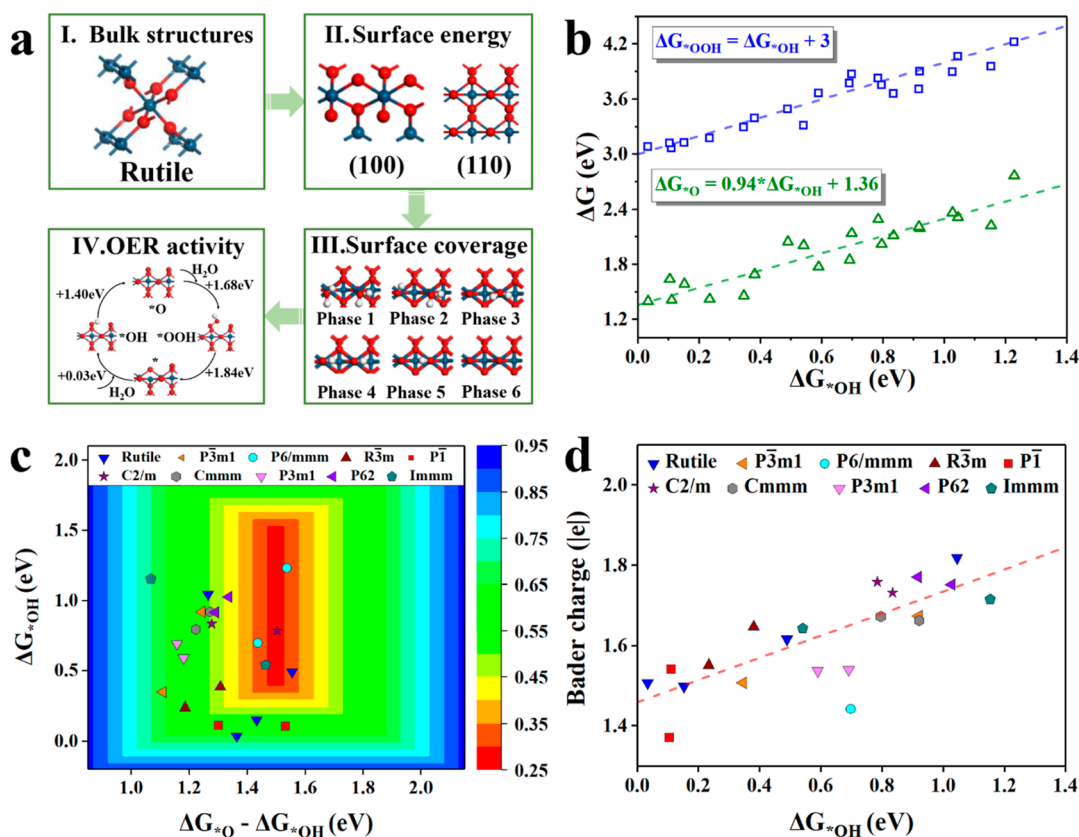 a
I. Bulk structures
Rutile
II. Surface energy
(100)
(110)
IV. OER activity
H₂O
+1.40eV
+1.68eV
*O
*OH
*OOH
*
+0.03eV
+1.84eV
H₂O
III. Surface coverage
Phase 1
Phase 2
Phase 3
Phase 4
Phase 5
Phase 6
b
ΔG*OOH = ΔG*OH + 3
ΔG*O = 0.94*ΔG*OH + 1.36
4.2
3.6
3.0
2.4
1.8
1.2
ΔG (eV)
0.0 0.2 0.4 0.6 0.8 1.0 1.2 1.4
ΔG*OH (eV)
c
Rutile P3̅m1 P6/mmm R3̅m P1̅
C2/m Cmmm P3m1 P62 Immm
2.0
1.5
1.0
0.5
0.0
ΔG*OH (eV)
1.0 1.2 1.4 1.6 1.8 2.0
ΔG*O - ΔG*OH (eV)
0.95
0.85
0.75
0.65
0.55
0.45
0.35
0.25
d
Rutile P3̅m1 P6/mmm R3̅m P1̅
C2/m Cmmm P3m1 P62 Immm
2.0
1.8
1.6
1.4
Bader charge (|e|)
0.0 0.2 0.4 0.6 0.8 1.0 1.2 1.4
ΔG*OH (eV)